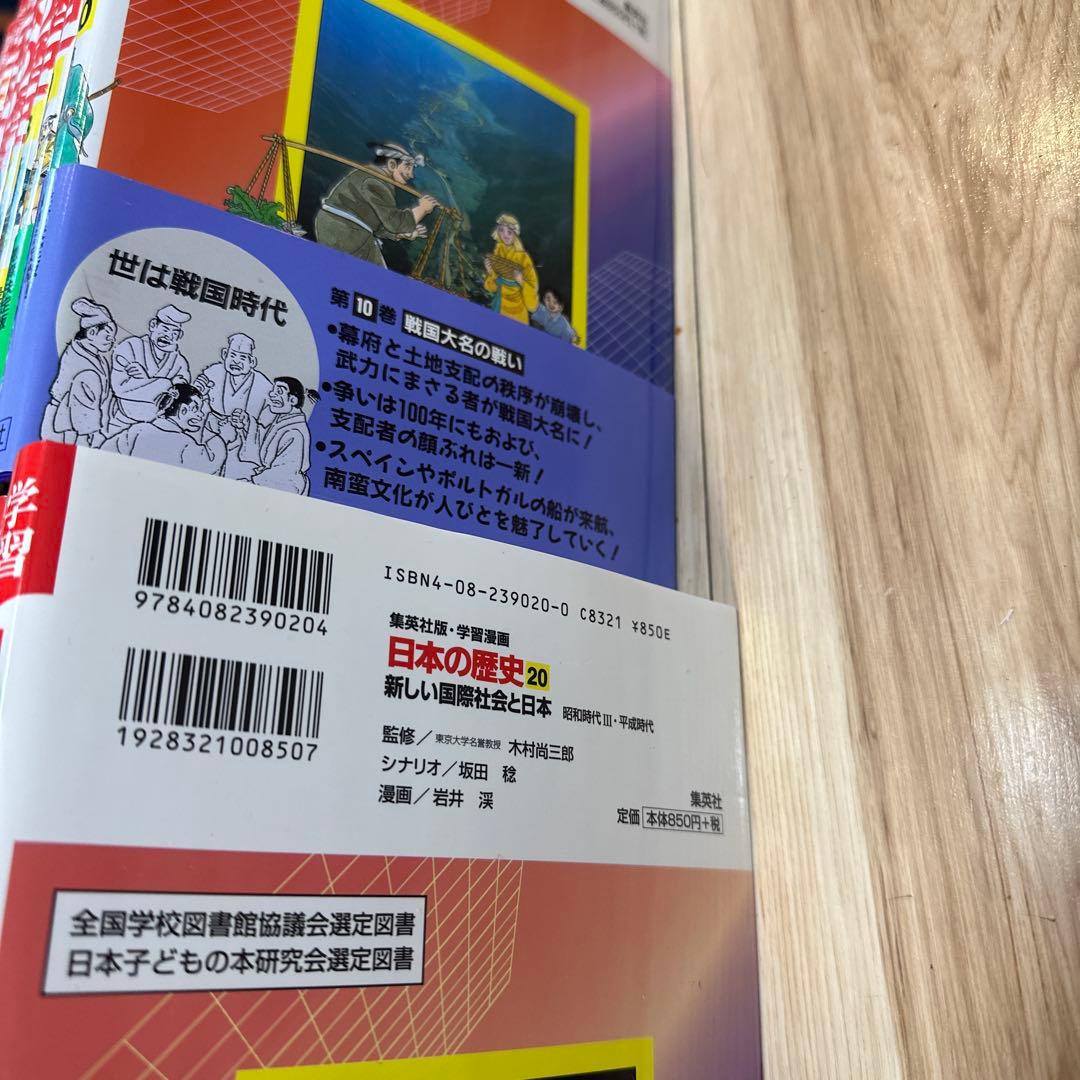 世は戦国時代
第10巻 戦国大名の戦い
•幕府と土地支配の秩序が崩壊し、
武力にまさる者が戦国大名に！
•争いは100年にもおよび、
支配者の顔ぶれは一新！
•スペインやポルトガルの船が来航、
南蛮文化が人びとを魅了していく！
学習
9784082390204
1928321008507
ISBN4-08-239020-0 C8321 ¥850E
集英社版・学習漫画
日本の歴史 20
新しい国際社会と日本 昭和時代Ⅲ・平成時代
監修／東京大学名誉教授 木村尚三郎
シナリオ／坂田 稔
漫画／岩井 渓
集英社
定価 本体850円+税
全国学校図書館協議会選定図書
日本子どもの本研究会選定図書